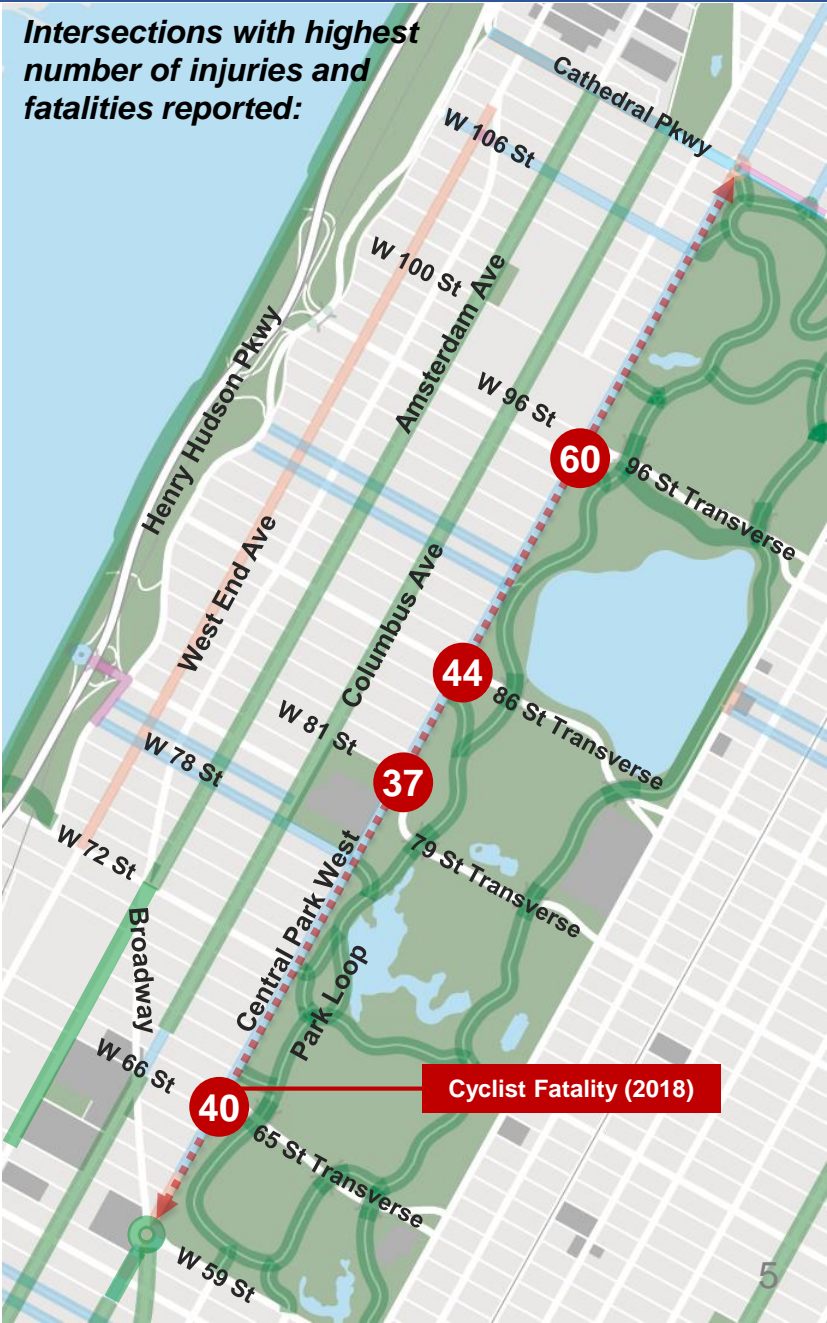 Intersections with highest
number of injuries and
fatalities reported:
Cathedral Pkwy
W 106 St
W 100 St
Amsterdam Ave
Henry Hudson Pkwy
W 96 St
60
96 St Transverse
West End Ave
Columbus Ave
44
86 St Transverse
W 81 St
37
W 78 St
79 St Transverse
W 72 St
Central Park West
Broadway
Park Loop
W 66 St
Cyclist Fatality (2018)
40
65 St Transverse
W 59 St
5